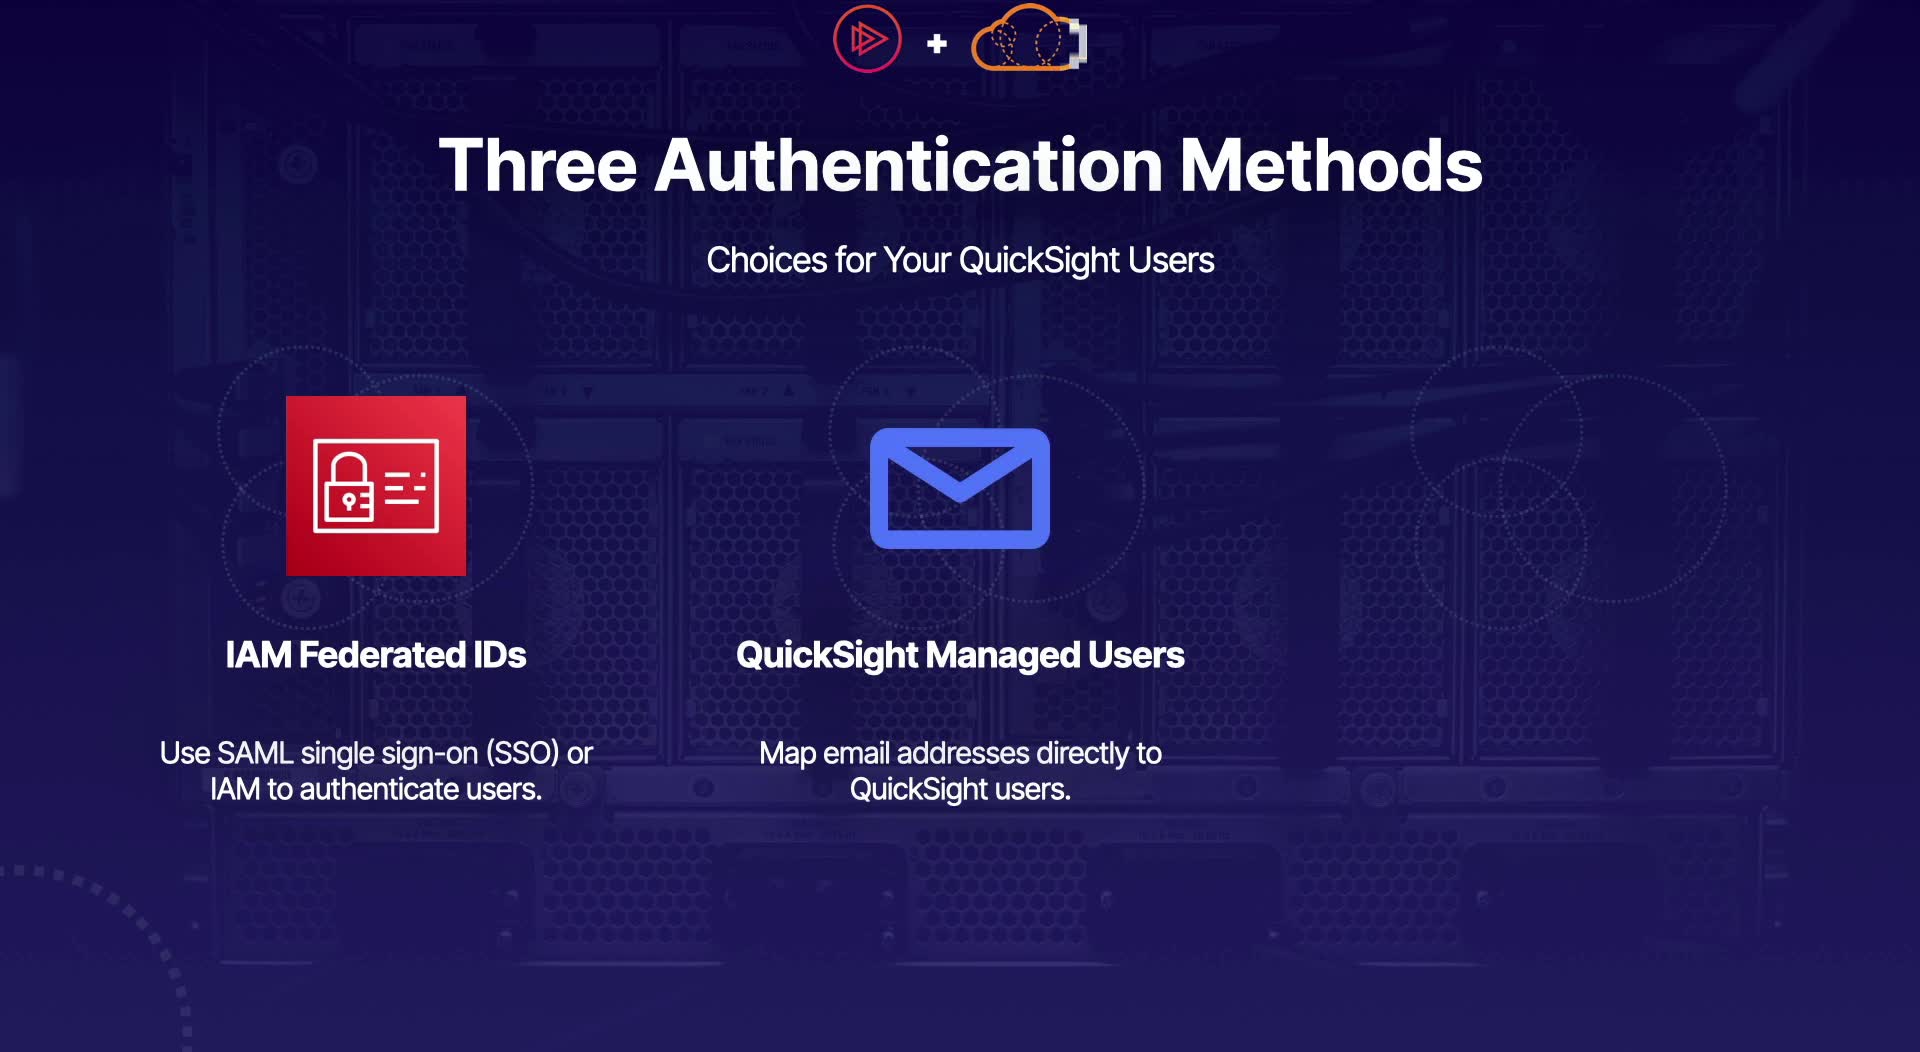 Three Authentication Methods
Choices for Your QuickSight Users
IAM Federated IDs
QuickSight Managed Users
Use SAML single sign-on (SSO) or
IAM to authenticate users.
Map email addresses directly to
QuickSight users.